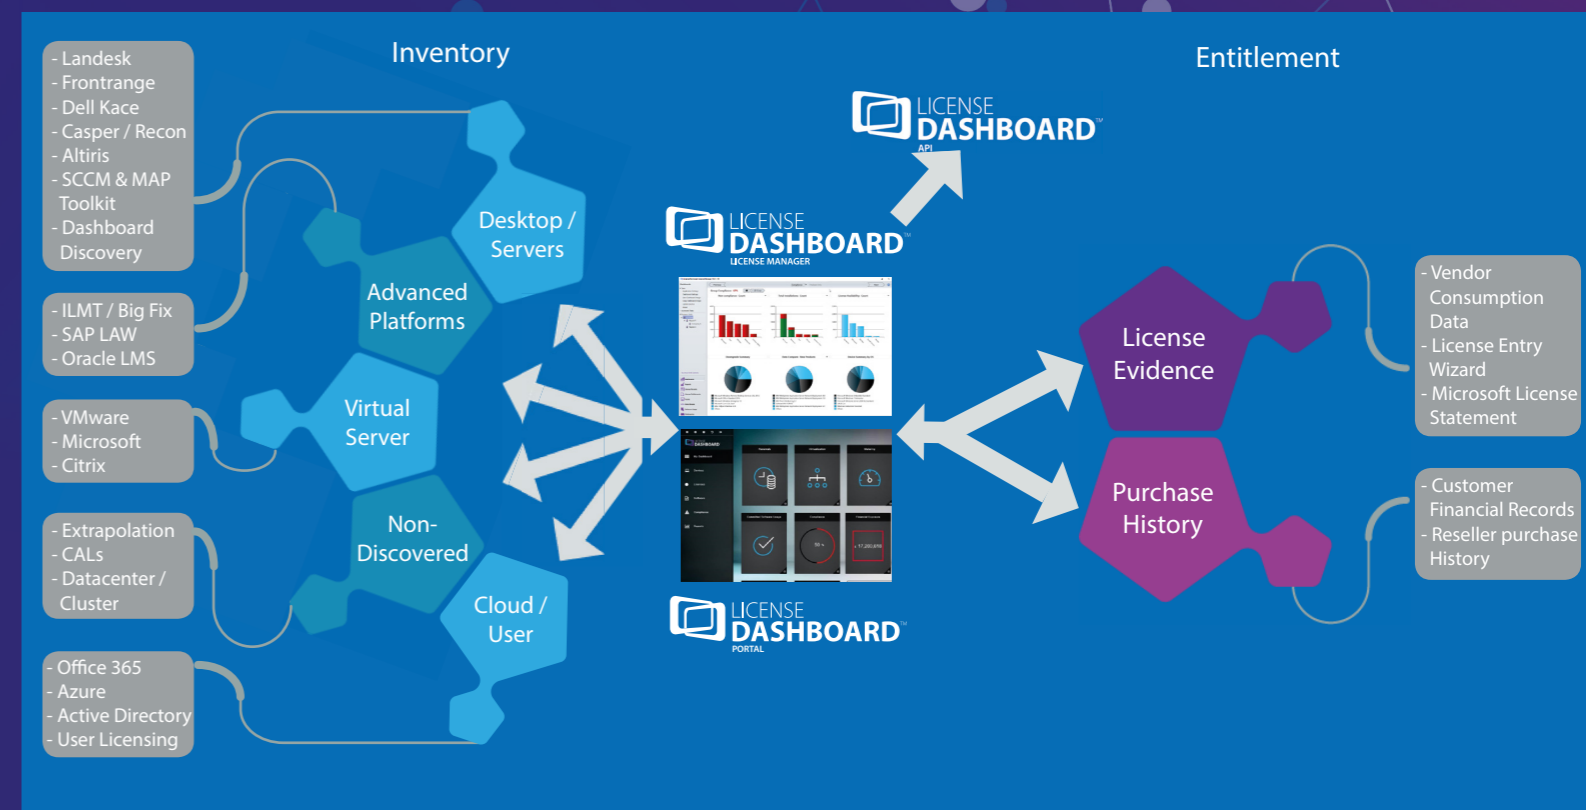 Inventory
Entitlement
- Landesk
- Frontrange
- Dell Kace
- Casper / Recon
- Altiris
- SCCM & MAP
Toolkit
- Dashboard
Discovery
- ILMT / Big Fix
- SAP LAW
- Oracle LMS
- VMware
- Microsoft
- Citrix
- Extrapolation
- CALs
- Datacenter /
Cluster
- Office 365
- Azure
- Active Directory
- User Licensing
Desktop /
Servers
Advanced
Platforms
Virtual
Server
Non-
Discovered
Cloud /
User
LICENSE
DASHBOARD™
API
LICENSE
DASHBOARD™
LICENSE MANAGER
LICENSE
DASHBOARD™
PORTAL
License
Evidence
Purchase
History
- Vendor
Consumption
Data
- License Entry
Wizard
- Microsoft License
Statement
- Customer
Financial Records
- Reseller purchase
History